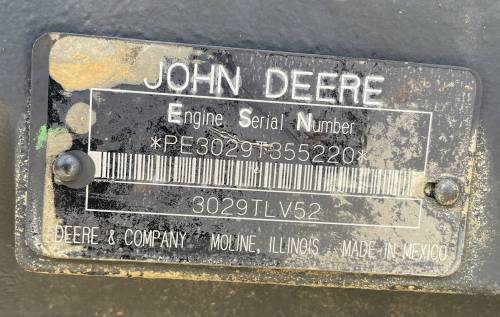 JOHN DEERE
Engine Serial Number
*PE3029T355220*
3029TLV52
DEERE & COMPANY MOLINE, ILLINOIS MADE IN MEXICO